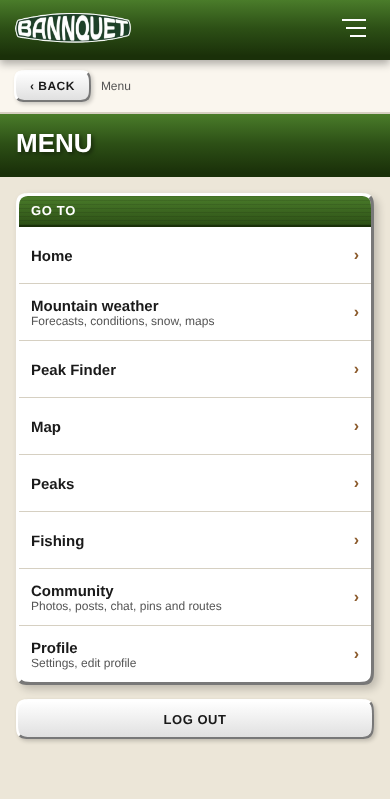 BANNQUET
‹ BACK
Menu
MENU
GO TO
Home
›
Mountain weather
Forecasts, conditions, snow, maps
›
Peak Finder
›
Map
›
Peaks
›
Fishing
›
Community
Photos, posts, chat, pins and routes
›
Profile
Settings, edit profile
›
LOG OUT